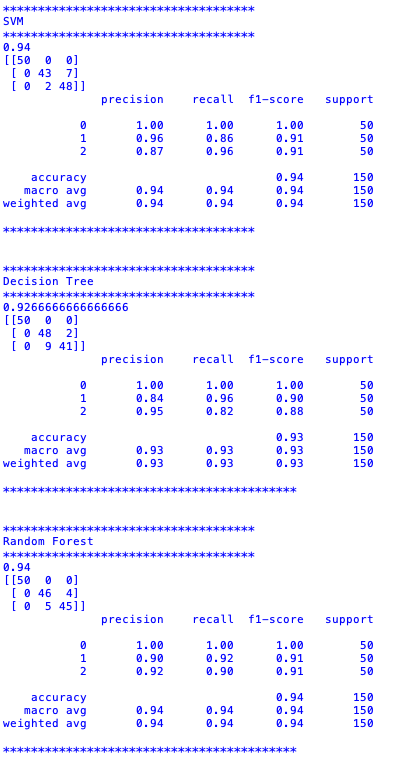 ************************************
SVM
************************************
0.94
[[50  0  0]
 [ 0 43  7]
 [ 0  2 48]]
              precision    recall  f1-score   support

           0       1.00      1.00      1.00        50
           1       0.96      0.86      0.91        50
           2       0.87      0.96      0.91        50

    accuracy                           0.94       150
   macro avg       0.94      0.94      0.94       150
weighted avg       0.94      0.94      0.94       150

************************************


************************************
Decision Tree
************************************
0.9266666666666666
[[50  0  0]
 [ 0 48  2]
 [ 0  9 41]]
              precision    recall  f1-score   support

           0       1.00      1.00      1.00        50
           1       0.84      0.96      0.90        50
           2       0.95      0.82      0.88        50

    accuracy                           0.93       150
   macro avg       0.93      0.93      0.93       150
weighted avg       0.93      0.93      0.93       150

******************************************


************************************
Random Forest
************************************
0.94
[[50  0  0]
 [ 0 46  4]
 [ 0  5 45]]
              precision    recall  f1-score   support

           0       1.00      1.00      1.00        50
           1       0.90      0.92      0.91        50
           2       0.92      0.90      0.91        50

    accuracy                           0.94       150
   macro avg       0.94      0.94      0.94       150
weighted avg       0.94      0.94      0.94       150

******************************************